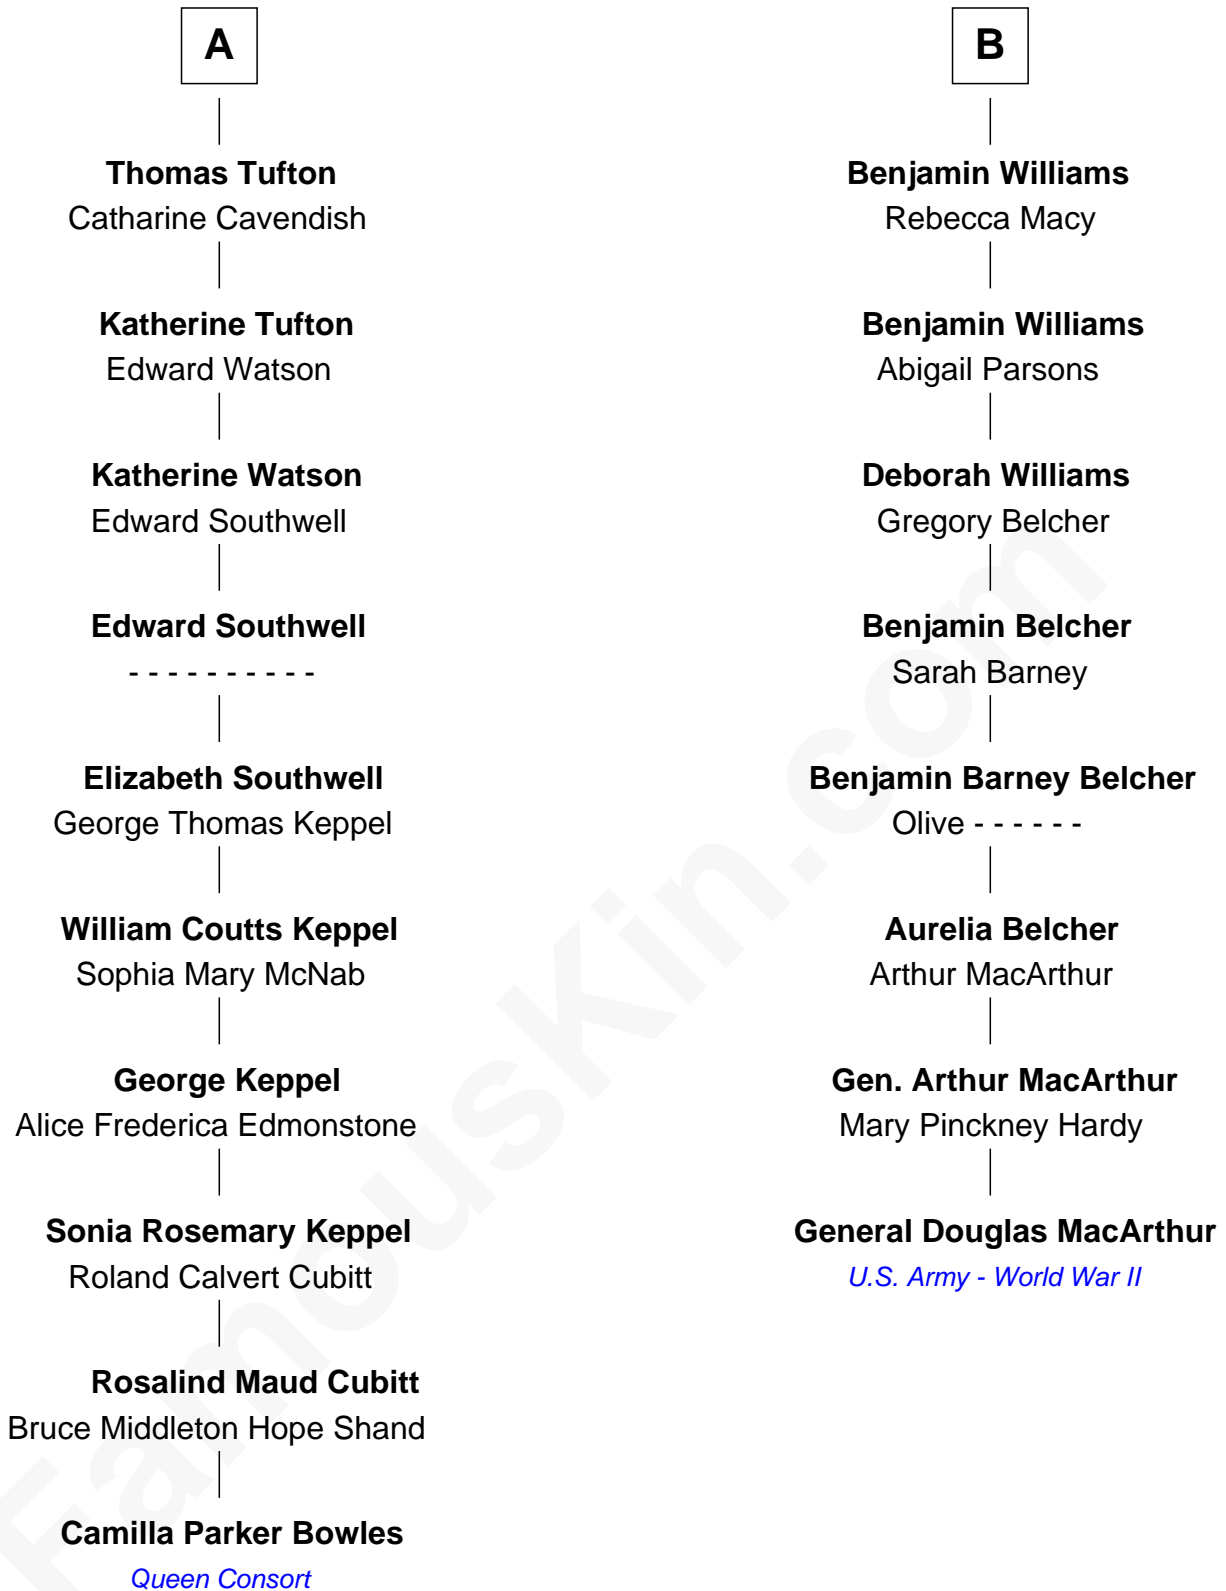 A
Thomas Tufton
Catharine Cavendish
Katherine Tufton
Edward Watson
Katherine Watson
Edward Southwell
Edward Southwell
- - - - - - - - - -
Elizabeth Southwell
George Thomas Keppel
William Coutts Keppel
Sophia Mary McNab
George Keppel
Alice Frederica Edmonstone
Sonia Rosemary Keppel
Roland Calvert Cubitt
Rosalind Maud Cubitt
Bruce Middleton Hope Shand
Camilla Parker Bowles
Queen Consort
B
Benjamin Williams
Rebecca Macy
Benjamin Williams
Abigail Parsons
Deborah Williams
Gregory Belcher
Benjamin Belcher
Sarah Barney
Benjamin Barney Belcher
Olive - - - - - -
Aurelia Belcher
Arthur MacArthur
Gen. Arthur MacArthur
Mary Pinckney Hardy
General Douglas MacArthur
U.S. Army - World War II
FamousKin.com